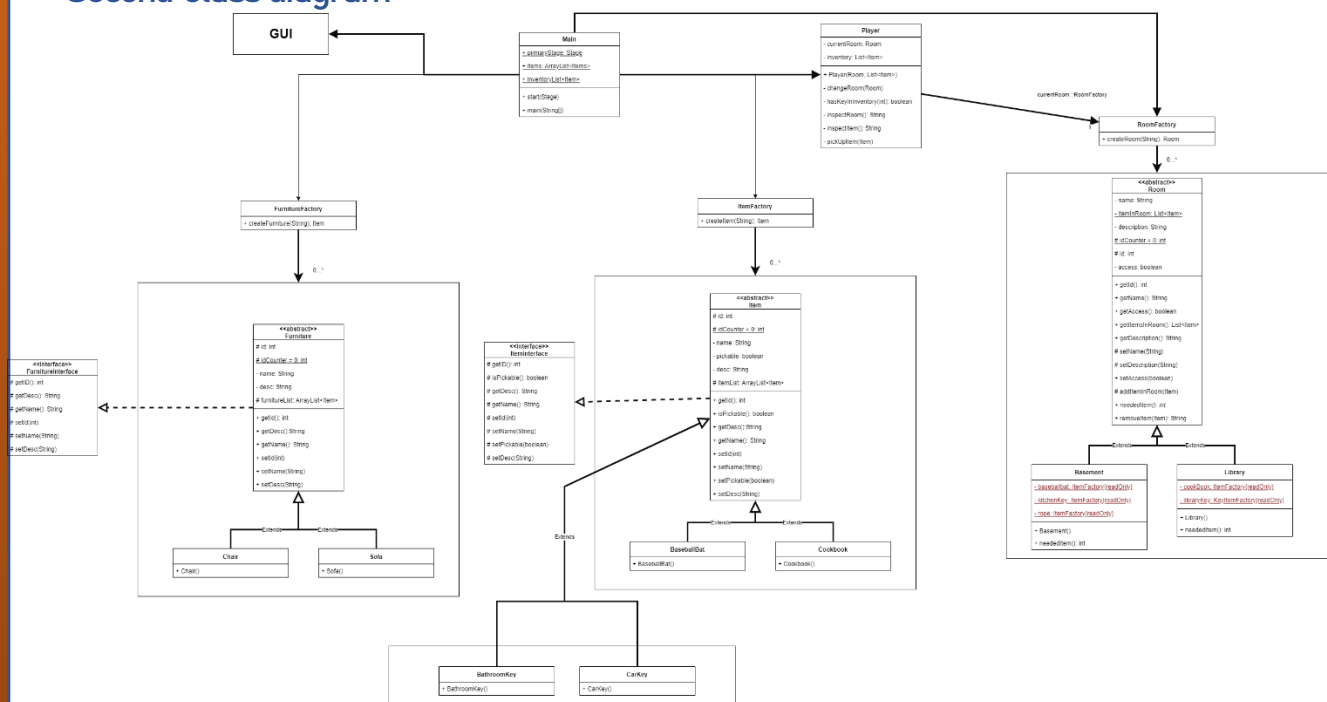 Second class diagram
GUI
Main
+ primaryStage: Stage
+ items: ArrayList<Items>
+ inventoryList<Item>
+ start(Stage)
+ main(String[])
Player
- currentRoom: Room
- inventory: List<Item>
+ Player(Room, List<Item>)
- changeRoom(Room)
- hasKeyInInventory(int): boolean
- inspectRoom(): String
- inspectItem(): String
- pickUpItem(Item)
currentRoom : RoomFactory
1
RoomFactory
+ createRoom(String): Room
0...*
FurnitureFactory
+ createFurniture(String): Item
0...*
ItemFactory
+ createItem(String): Item
0...*
<<abstract>>
Room
- name: String
- itemInRoom: List<Item>
- description: String
# idCounter = 0: int
# id: int
- access: boolean
+ getId(): int
+ getName(): String
+ getAccess(): boolean
+ getItemsInRoom(): List<Item>
+ getDescription(): String
# setName(String)
# setDescription(String)
+ setAccess(boolean)
# addItemInRoom(Item)
+ neededItem(): int
+ removeItem(Item): String
Extends
Extends
Basement
- baseballbat: ItemFactory{readOnly}
- kitchenKey: ItemFactory{readOnly}
- rope: ItemFactory{readOnly}
+ Basement()
+ neededItem(): int
Library
- cookBook: ItemFactory{readOnly}
- libraryKey: KeyItemFactory{readOnly}
+ Library()
+ neededItem(): int
<<Interface>>
FurnitureInterface
# getID(): int
# getDesc(): String
# getName(): String
# setId(int)
# setName(String)
# setDesc(String)
<<abstract>>
Furniture
# id: int
# idCounter = 0: int
- name: String
- desc: String
# furnitureList: ArrayList<Item>
+ getId(): int
+ getDesc():String
+ getName(): String
+ setId(int)
+ setName(String)
+ setDesc(String)
Extends
Extends
Chair
+ Chair()
Sofa
+ Sofa()
<<Interface>>
ItemInterface
# getID(): int
# isPickable(): boolean
# getDesc(): String
# getName(): String
# setId(int)
# setName(String)
# setPickable(boolean)
# setDesc(String)
<<abstract>>
Item
# id: int
# idCounter = 0: int
- name: String
- pickable: boolean
- desc: String
# itemList: ArrayList<Item>
+ getId(): int
+ isPickable(): boolean
+ getDesc():String
+ getName(): String
+ setId(int)
+ setName(String)
+ setPickable(boolean)
+ setDesc(String)
Extends
Extends
Extends
BaseballBat
+ BaseballBat()
Cookbook
+ Cookbook()
BathroomKey
+ BathroomKey()
CarKey
+ CarKey()